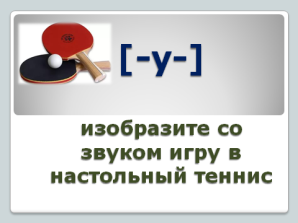 [-у-]
изобразите со
звуком игру в
настольный теннис